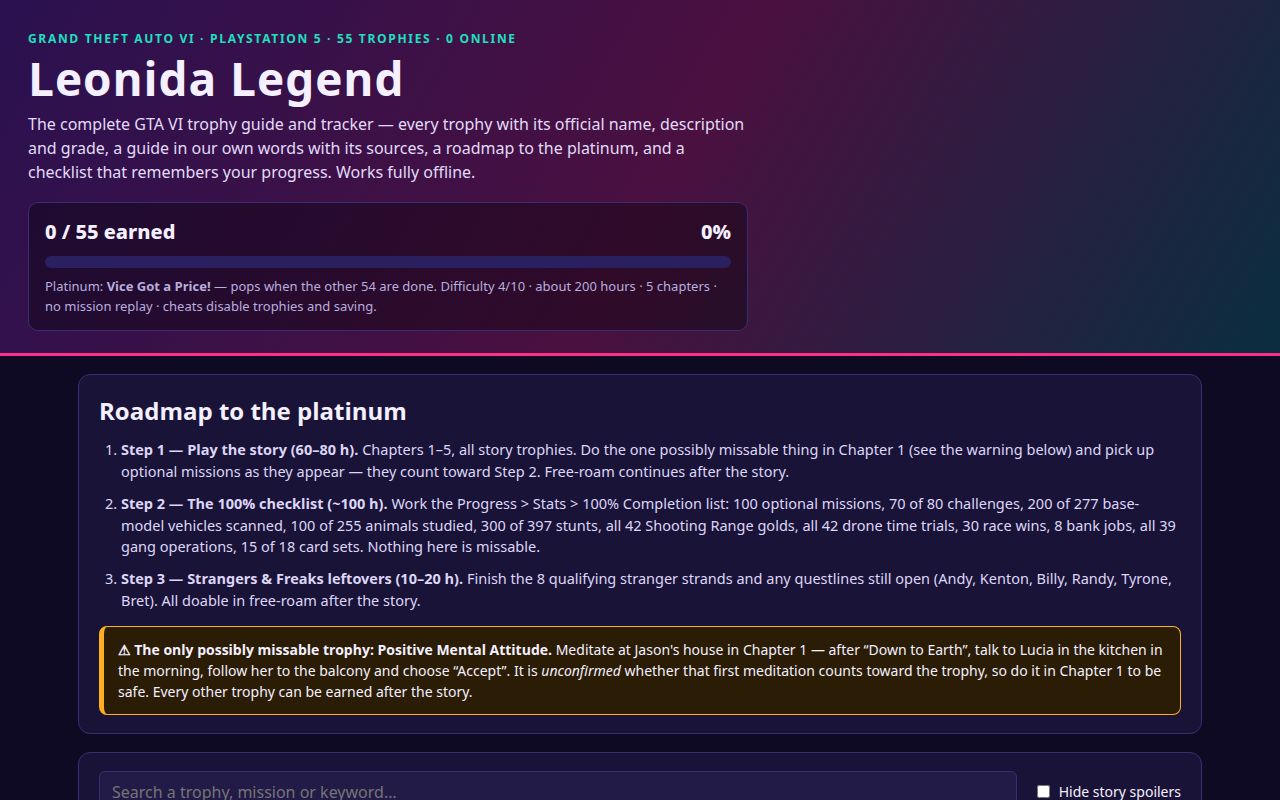 GRAND THEFT AUTO VI · PLAYSTATION 5 · 55 TROPHIES · 0 ONLINE
Leonida Legend
The complete GTA VI trophy guide and tracker — every trophy with its official name, description
and grade, a guide in our own words with its sources, a roadmap to the platinum, and a
checklist that remembers your progress. Works fully offline.
0 / 55 earned 0%
Platinum: Vice Got a Price! — pops when the other 54 are done. Difficulty 4/10 · about 200 hours · 5 chapters ·
no mission replay · cheats disable trophies and saving.
Roadmap to the platinum
1. Step 1 — Play the story (60–80 h). Chapters 1–5, all story trophies. Do the one possibly missable thing in Chapter 1 (see the warning below) and pick up
optional missions as they appear — they count toward Step 2. Free-roam continues after the story.
2. Step 2 — The 100% checklist (~100 h). Work the Progress > Stats > 100% Completion list: 100 optional missions, 70 of 80 challenges, 200 of 277 base-
model vehicles scanned, 100 of 255 animals studied, 300 of 397 stunts, all 42 Shooting Range golds, all 42 drone time trials, 30 race wins, 8 bank jobs, all 39
gang operations, 15 of 18 card sets. Nothing here is missable.
3. Step 3 — Strangers & Freaks leftovers (10–20 h). Finish the 8 qualifying stranger strands and any questlines still open (Andy, Kenton, Billy, Randy, Tyrone,
Bret). All doable in free-roam after the story.
⚠ The only possibly missable trophy: Positive Mental Attitude. Meditate at Jason's house in Chapter 1 — after “Down to Earth”, talk to Lucia in the kitchen in
the morning, follow her to the balcony and choose “Accept”. It is unconfirmed whether that first meditation counts toward the trophy, so do it in Chapter 1 to be
safe. Every other trophy can be earned after the story.
Search a trophy, mission or keyword...
Hide story spoilers